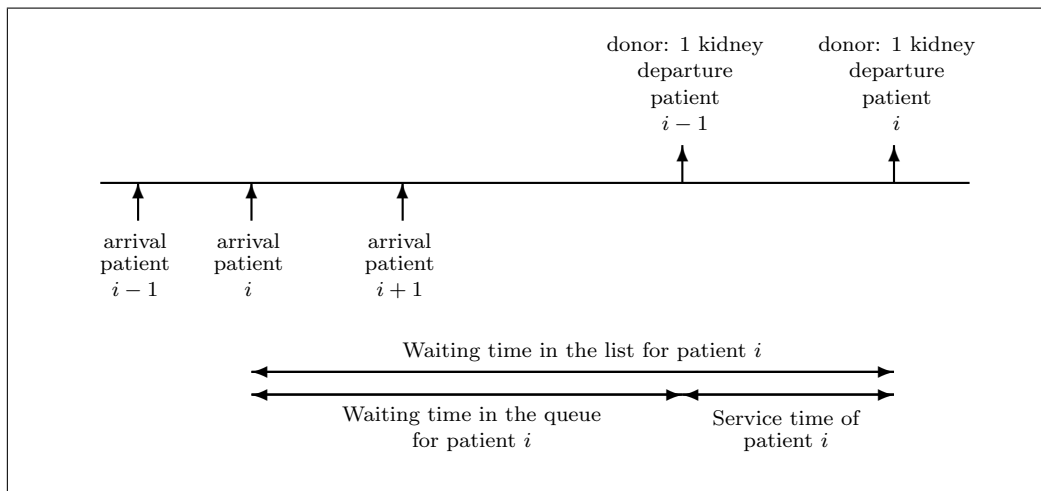 donor: 1 kidney
departure
patient
i − 1
donor: 1 kidney
departure
patient
i
arrival
patient
i − 1
arrival
patient
i
arrival
patient
i + 1
Waiting time in the list for patient i
Waiting time in the queue
for patient i
Service time of
patient i